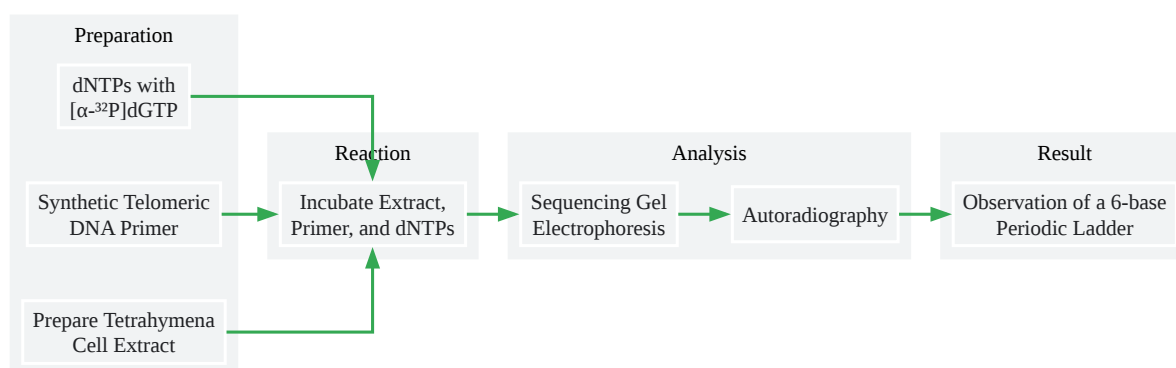 Preparation
dNTPs with
[α-³²P]dGTP
Synthetic Telomeric
DNA Primer
Prepare Tetrahymena
Cell Extract
Reaction
Incubate Extract,
Primer, and dNTPs
Analysis
Sequencing Gel
Electrophoresis
Autoradiography
Result
Observation of a 6-base
Periodic Ladder